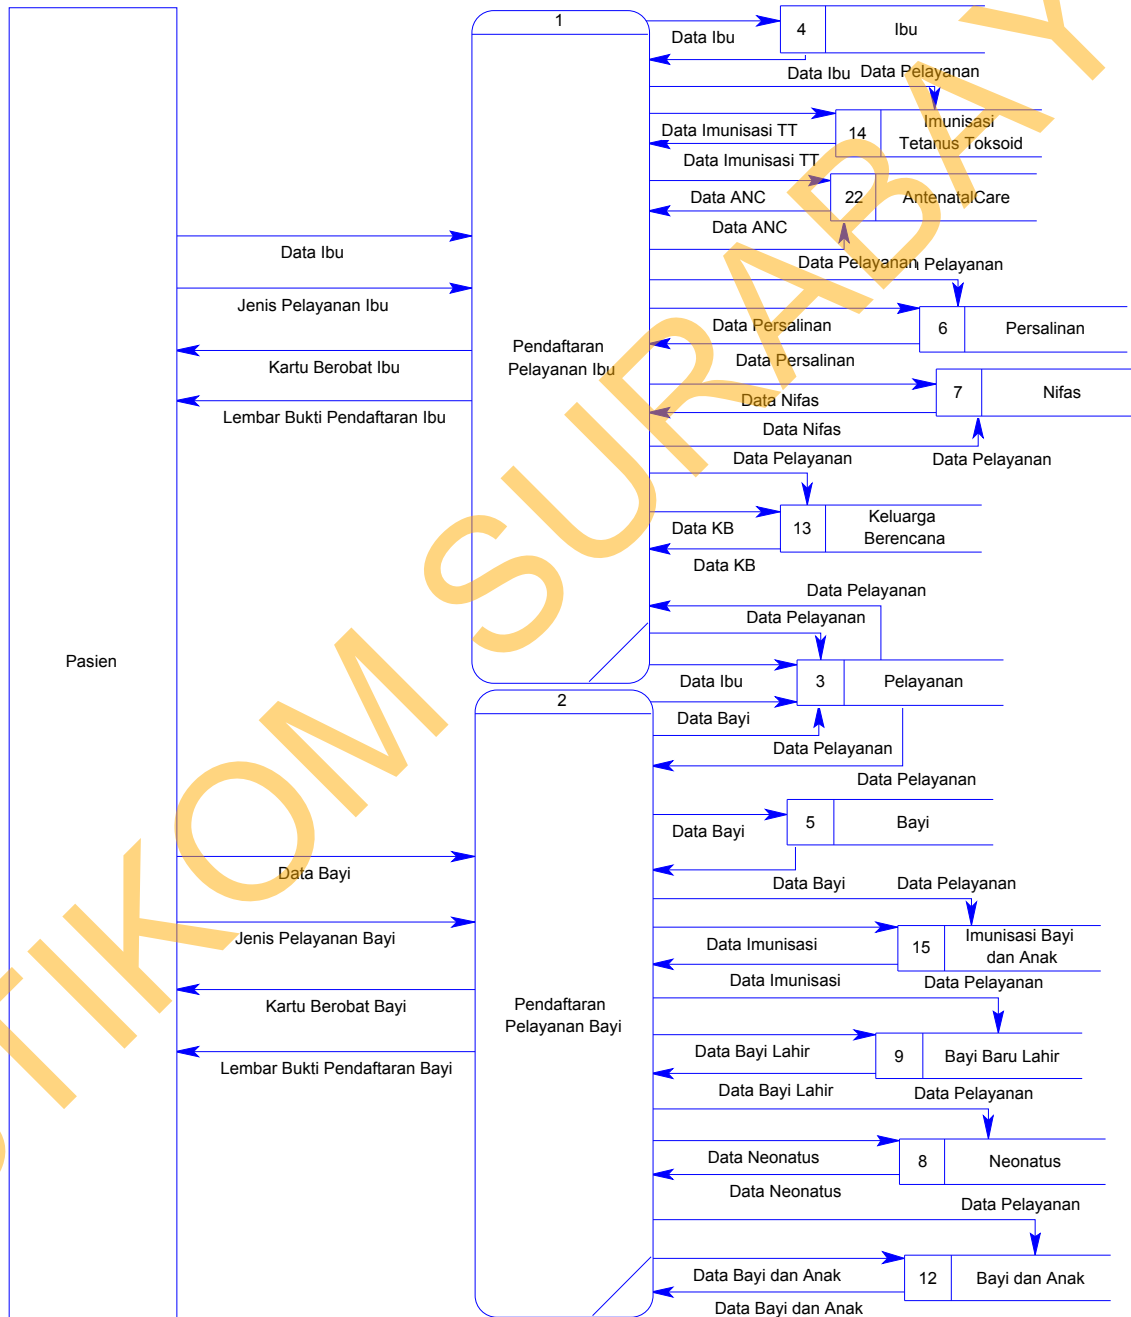 1
4
Ibu
Data Ibu
Data Ibu
Data Pelayanan
14
Imunisasi
Tetanus Toksoid
Data Imunisasi TT
Data Imunisasi TT
22
AntenatalCare
Data ANC
Data ANC
Data Ibu
Data Pelayanan
Pelayanan
Jenis Pelayanan Ibu
Data Persalinan
6
Persalinan
Pendaftaran
Pelayanan Ibu
Data Persalinan
Kartu Berobat Ibu
Data Nifas
7
Nifas
Lembar Bukti Pendaftaran Ibu
Data Nifas
Data Pelayanan
Data Pelayanan
13
Keluarga
Berencana
Data KB
Data KB
Data Pelayanan
Data Pelayanan
Pasien
Data Ibu
3
Pelayanan
2
Data Bayi
Data Pelayanan
Data Pelayanan
5
Bayi
Data Bayi
Data Bayi
Data Bayi
Data Pelayanan
Jenis Pelayanan Bayi
Data Imunisasi
15
Imunisasi Bayi
dan Anak
Data Imunisasi
Data Pelayanan
Kartu Berobat Bayi
Pendaftaran
Pelayanan Bayi
Data Bayi Lahir
9
Bayi Baru Lahir
Lembar Bukti Pendaftaran Bayi
Data Bayi Lahir
Data Pelayanan
Data Neonatus
8
Neonatus
Data Neonatus
Data Pelayanan
Data Bayi dan Anak
12
Bayi dan Anak
Data Bayi dan Anak
TIKOM SURABAY